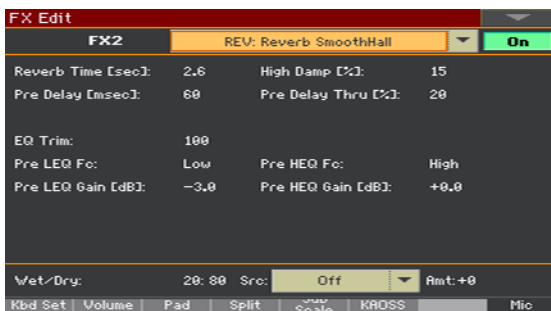 FX Edit
FX2 REV: Reverb SmoothHall On
Reverb Time [sec]: 2.6 High Damp [%]: 15
Pre Delay [msec]: 60 Pre Delay Thru [%]: 20
EQ Trim: 100
Pre LEQ Fc: Low Pre HEQ Fc: High
Pre LEQ Gain [dB]: -3.0 Pre HEQ Gain [dB]: +0.0
Wet/Dry: 20:80 Src: Off Amt:+0
Kbd Set Volume Pad Split Sub Scale KAOSS Mic